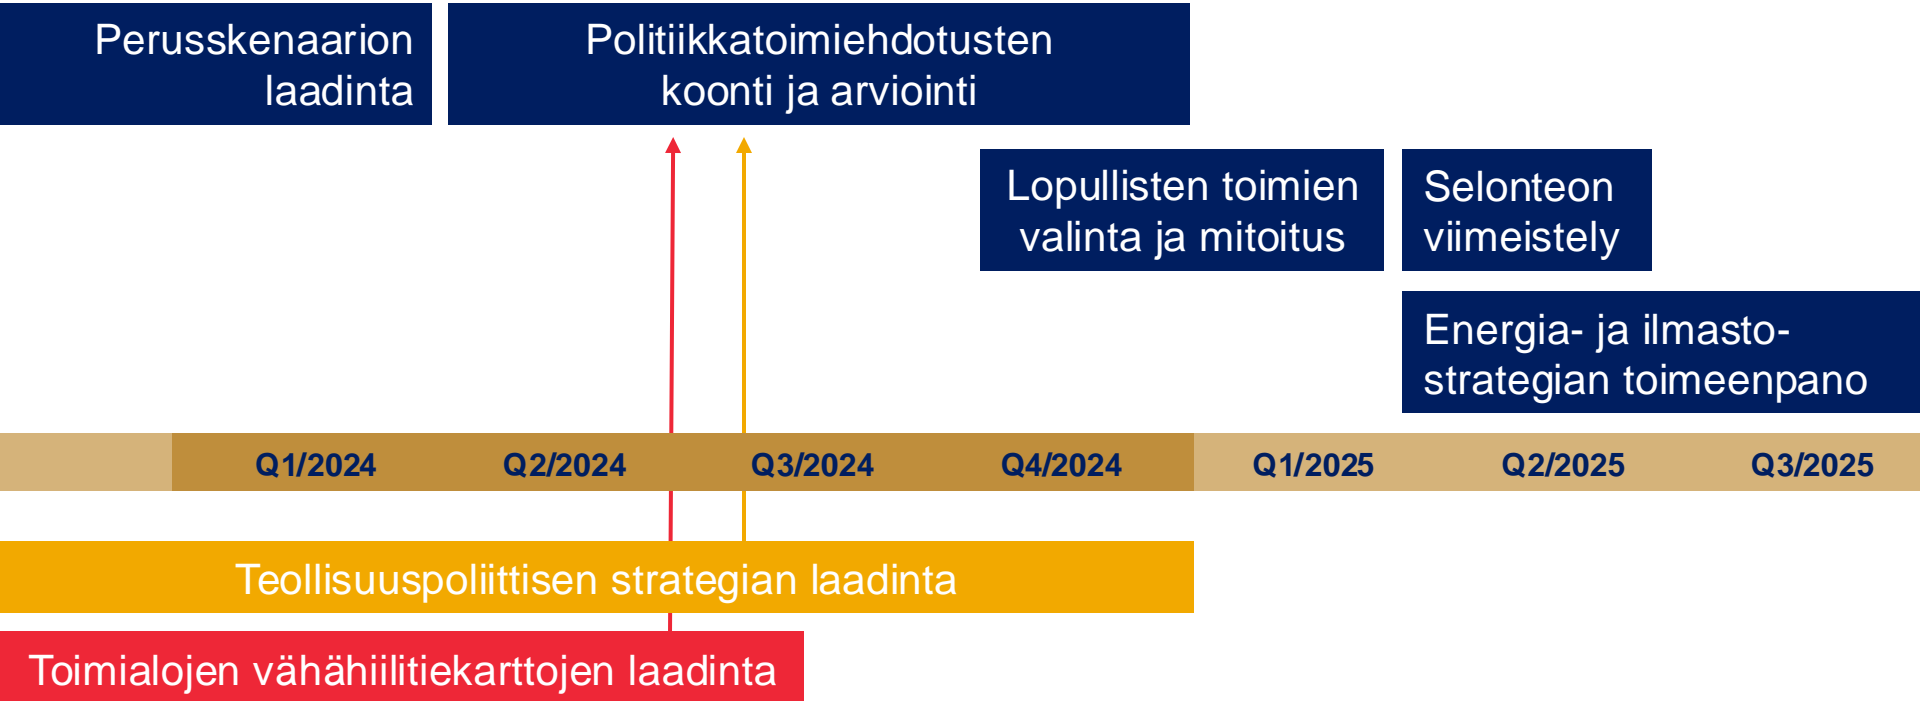 Perusskenaarion
laadinta
Politiikkatoimiehdotusten
koonti ja arviointi
Lopullisten toimien
valinta ja mitoitus
Selonteon
viimeistely
Energia- ja ilmasto-
strategian toimeenpano
Q1/2024 Q2/2024 Q3/2024 Q4/2024 Q1/2025 Q2/2025 Q3/2025
Teollisuuspoliittisen strategian laadinta
Toimialojen vähähiilitiekarttojen laadinta